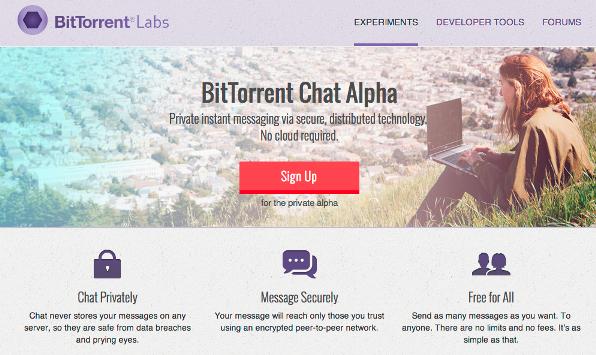 BitTorrent® Labs
EXPERIMENTS DEVELOPER TOOLS FORUMS
BitTorrent Chat Alpha
Private instant messaging via secure, distributed technology.
No cloud required.
Sign Up
for the private alpha
Chat Privately
Chat never stores your messages on any
server, so they are safe from data breaches
and prying eyes.
Message Securely
Your message will reach only those you trust
using an encrypted peer-to-peer network.
Free for All
Send as many messages as you want. To
anyone. There are no limits and no fees. It's as
simple as that.